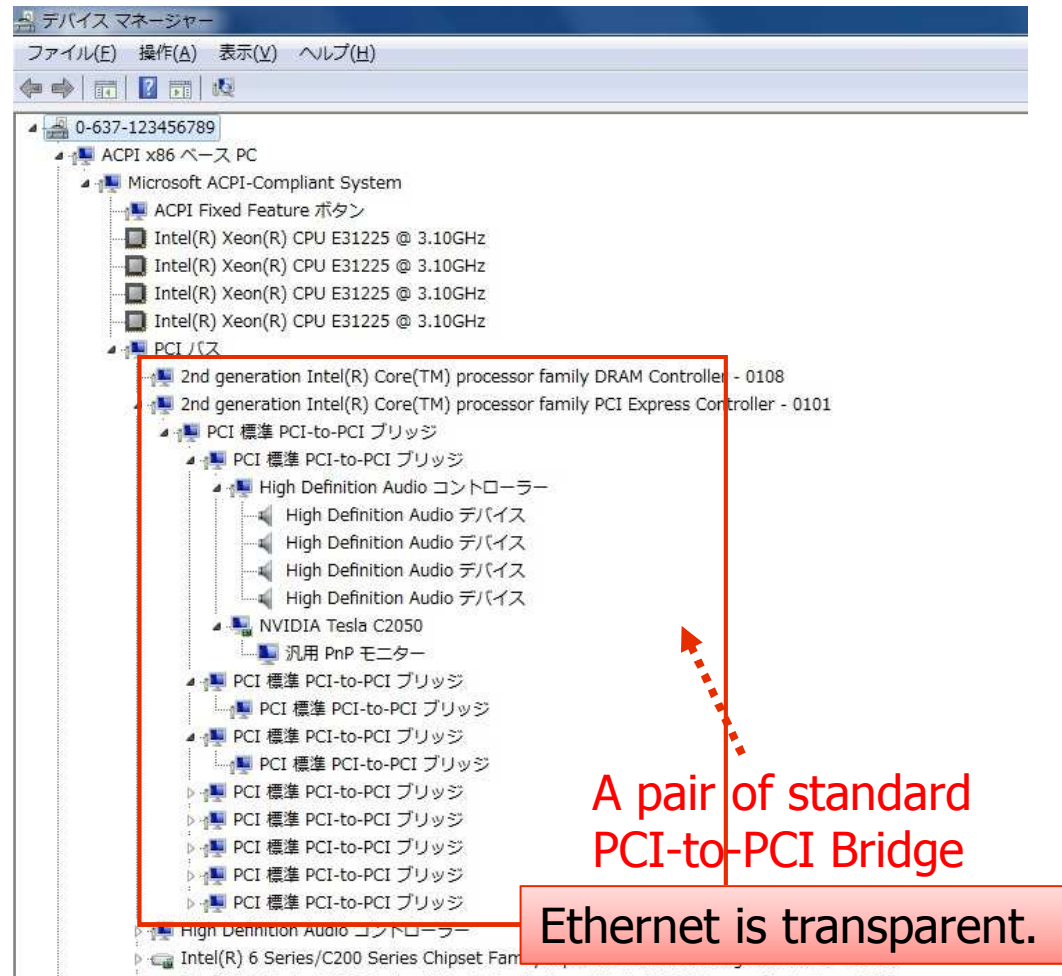 デバイス マネージャー
ファイル(F) 操作(A) 表示(V) ヘルプ(H)
0-637-123456789
ACPI x86 ベース PC
Microsoft ACPI-Compliant System
ACPI Fixed Feature ボタン
Intel(R) Xeon(R) CPU E31225 @ 3.10GHz
Intel(R) Xeon(R) CPU E31225 @ 3.10GHz
Intel(R) Xeon(R) CPU E31225 @ 3.10GHz
Intel(R) Xeon(R) CPU E31225 @ 3.10GHz
PCI バス
2nd generation Intel(R) Core(TM) processor family DRAM Controller - 0108
2nd generation Intel(R) Core(TM) processor family PCI Express Controller - 0101
PCI 標準 PCI-to-PCI ブリッジ
PCI 標準 PCI-to-PCI ブリッジ
High Definition Audio コントローラー
High Definition Audio デバイス
High Definition Audio デバイス
High Definition Audio デバイス
High Definition Audio デバイス
NVIDIA Tesla C2050
汎用 PnP モニター
PCI 標準 PCI-to-PCI ブリッジ
PCI 標準 PCI-to-PCI ブリッジ
PCI 標準 PCI-to-PCI ブリッジ
PCI 標準 PCI-to-PCI ブリッジ
PCI 標準 PCI-to-PCI ブリッジ
PCI 標準 PCI-to-PCI ブリッジ
PCI 標準 PCI-to-PCI ブリッジ
PCI 標準 PCI-to-PCI ブリッジ
PCI 標準 PCI-to-PCI ブリッジ
A pair of standard
PCI-to-PCI Bridge
Ethernet is transparent.
High Definition Audio コントローラー
Intel(R) 6 Series/C200 Series Chipset Fam